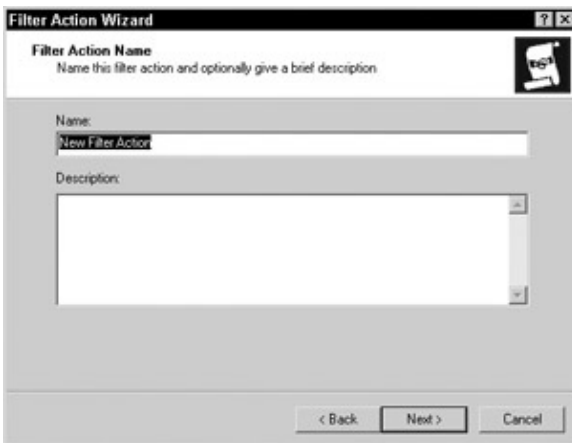 Filter Action Wizard
Filter Action Name
Name this filter action and optionally give a brief description
Name:
New Filter Action
Description:
< Back
Next >
Cancel